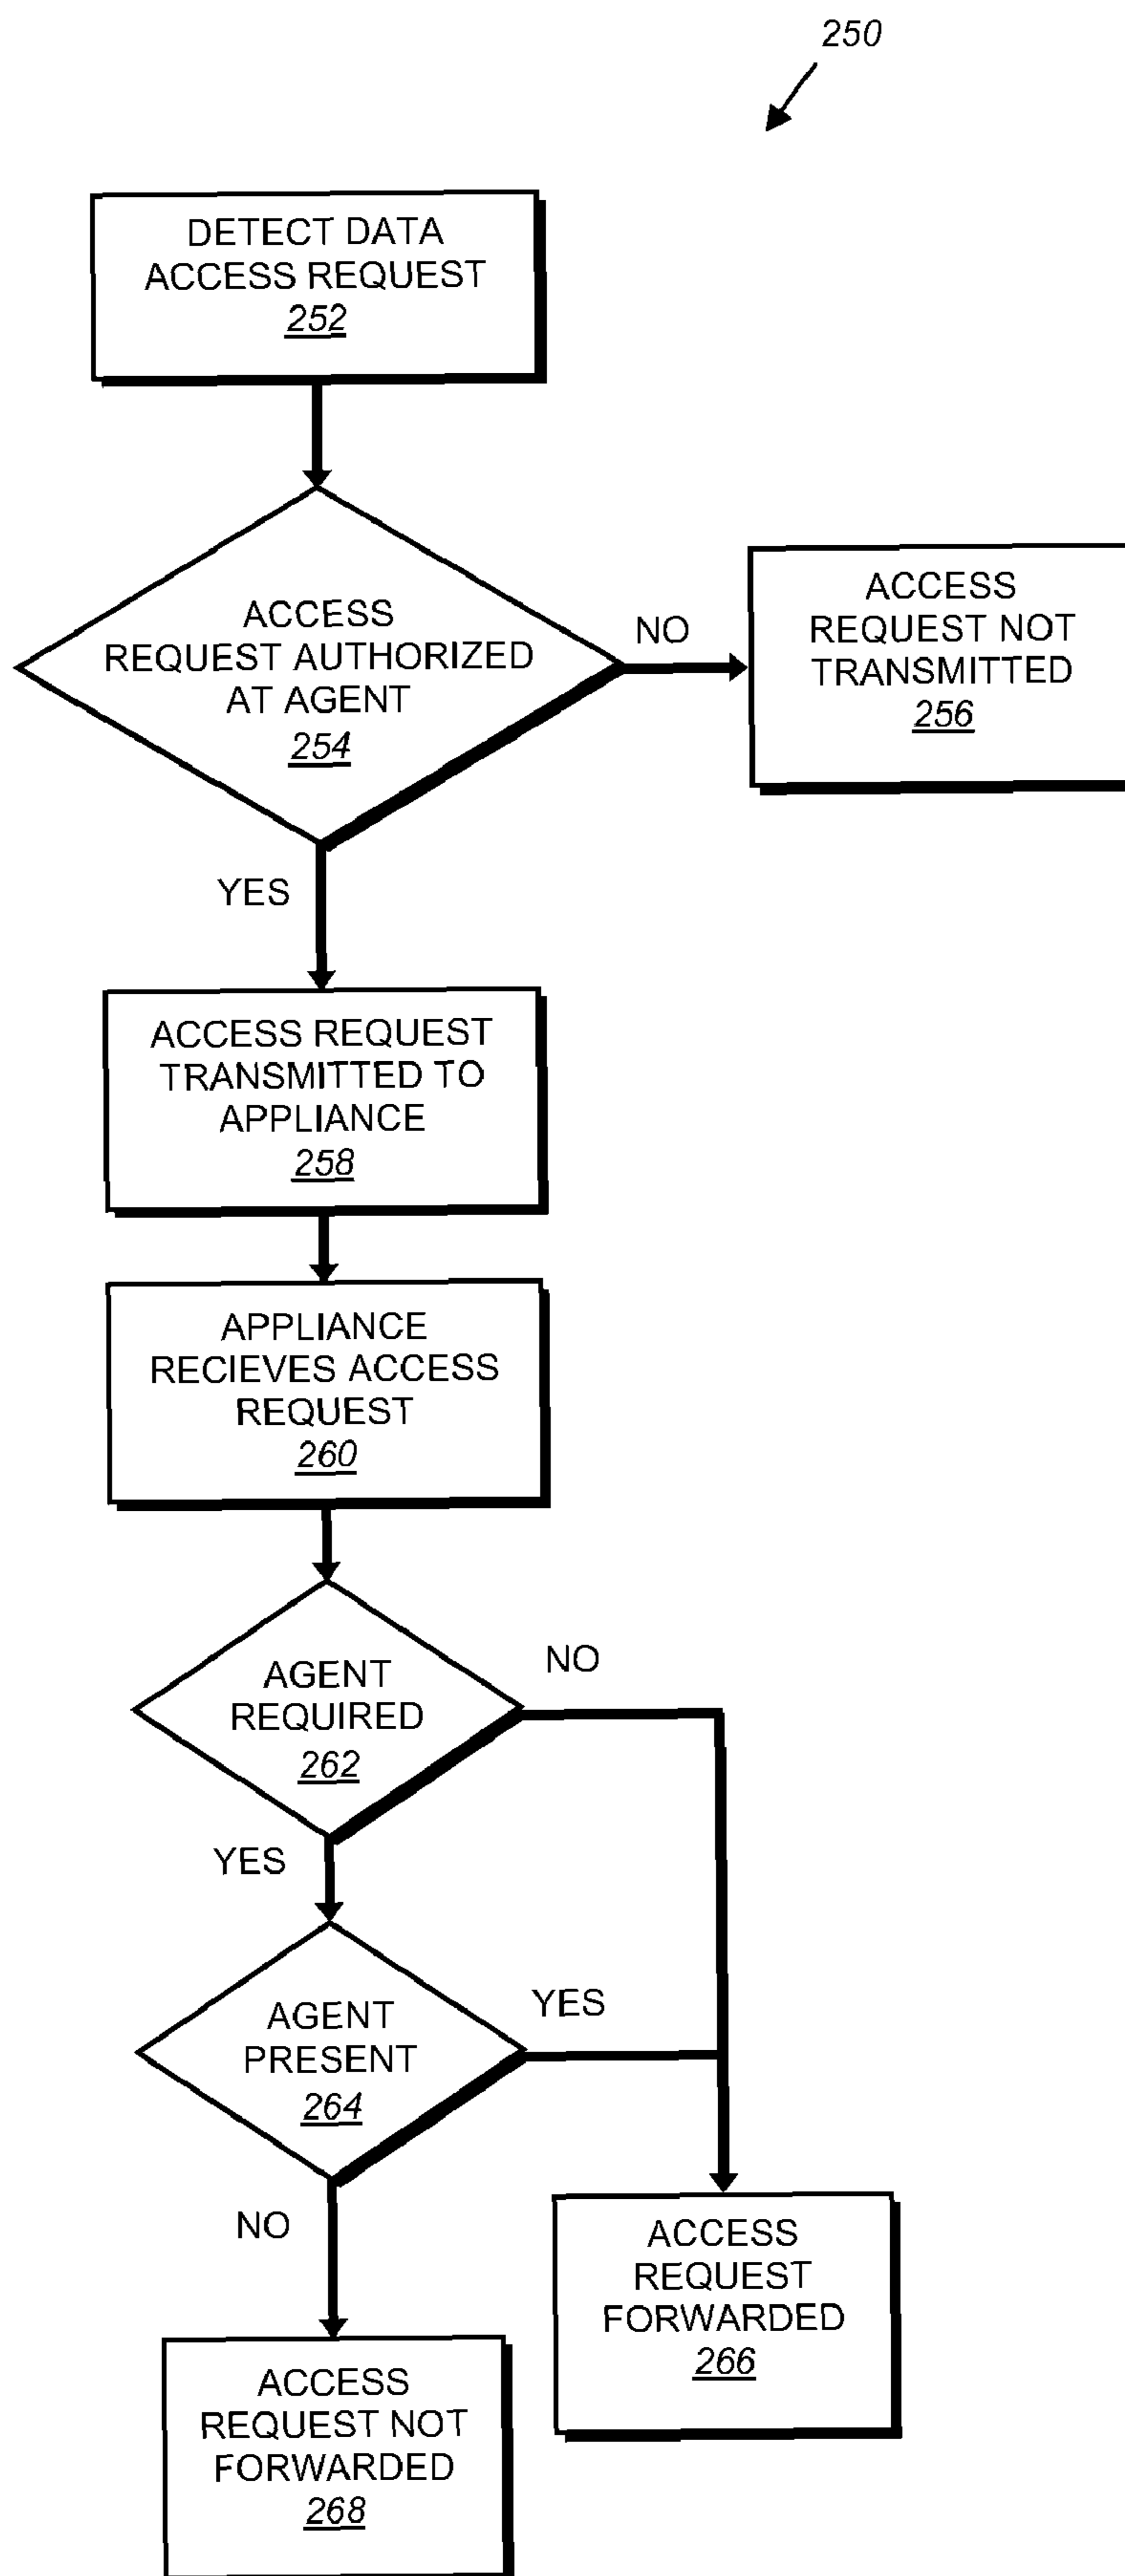 250
DETECT DATA
ACCESS REQUEST
252
ACCESS
REQUEST AUTHORIZED
AT AGENT
254
NO
ACCESS
REQUEST NOT
TRANSMITTED
256
YES
ACCESS REQUEST
TRANSMITTED TO
APPLIANCE
258
APPLIANCE
RECIEVES ACCESS
REQUEST
260
AGENT
REQUIRED
262
NO
YES
AGENT
PRESENT
264
YES
NO
ACCESS
REQUEST
FORWARDED
266
ACCESS
REQUEST NOT
FORWARDED
268